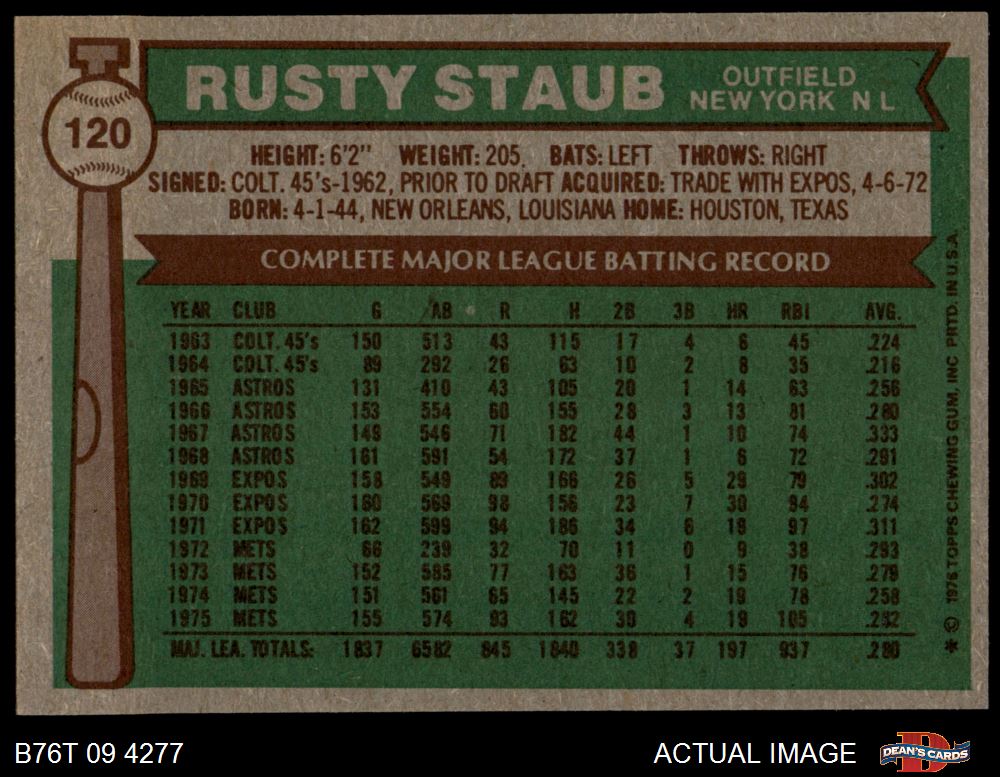 120
RUSTY STAUB
OUTFIELD
NEW YORK N L
HEIGHT: 6'2" WEIGHT: 205. BATS: LEFT THROWS: RIGHT
SIGNED: COLT. 45's-1962, PRIOR TO DRAFT ACQUIRED: TRADE WITH EXPOS, 4-6-72
BORN: 4-1-44, NEW ORLEANS, LOUISIANA HOME: HOUSTON, TEXAS
COMPLETE MAJOR LEAGUE BATTING RECORD
YEAR CLUB G AB R H 2B 3B HR RBI AVG.
1963 COLT. 45's 150 513 43 115 17 4 6 45 .224
1964 COLT. 45's 89 292 26 63 10 2 8 35 .216
1965 ASTROS 131 410 43 105 20 1 14 63 .256
1966 ASTROS 153 554 60 155 28 3 13 81 .280
1967 ASTROS 149 546 71 182 44 1 10 74 .333
1968 ASTROS 161 591 54 172 37 1 6 72 .291
1969 EXPOS 158 549 89 166 26 5 29 79 .302
1970 EXPOS 160 569 98 156 23 7 30 94 .274
1971 EXPOS 162 599 94 186 34 6 19 97 .311
1972 METS 66 239 32 70 11 0 9 38 .293
1973 METS 152 585 77 163 36 1 15 76 .279
1974 METS 151 561 65 145 22 2 19 78 .258
1975 METS 155 574 93 162 30 4 19 105 .282
MAJ. LEA. TOTALS: 1837 6582 845 1840 338 37 197 937 .280
* © 1976 TOPPS CHEWING GUM, INC PRTD. IN U.S.A.
B76T 09 4277
ACTUAL IMAGE
D
DEAN'S CARDS